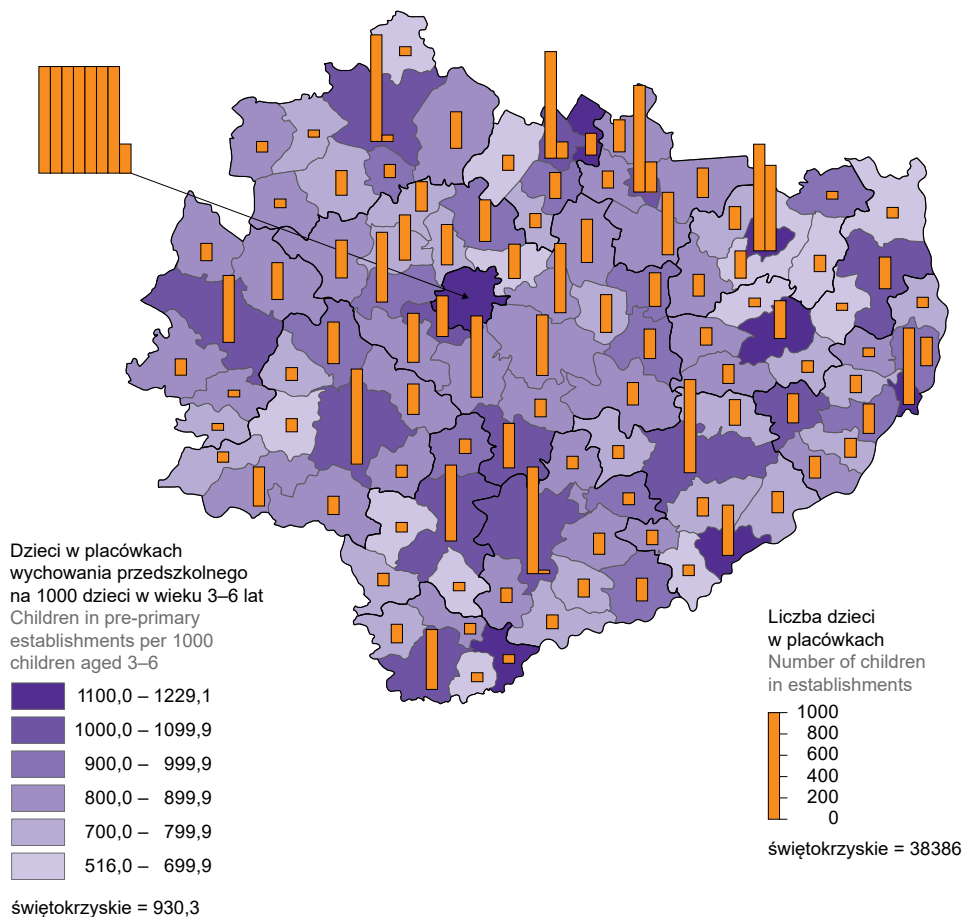 Dzieci w placówkach
wychowania przedszkolnego
na 1000 dzieci w wieku 3–6 lat
Children in pre-primary
establishments per 1000
children aged 3–6
1100,0 – 1229,1
1000,0 – 1099,9
900,0 – 999,9
800,0 – 899,9
700,0 – 799,9
516,0 – 699,9
świętokrzyskie = 930,3
Liczba dzieci
w placówkach
Number of children
in establishments
1000
800
600
400
200
0
świętokrzyskie = 38386